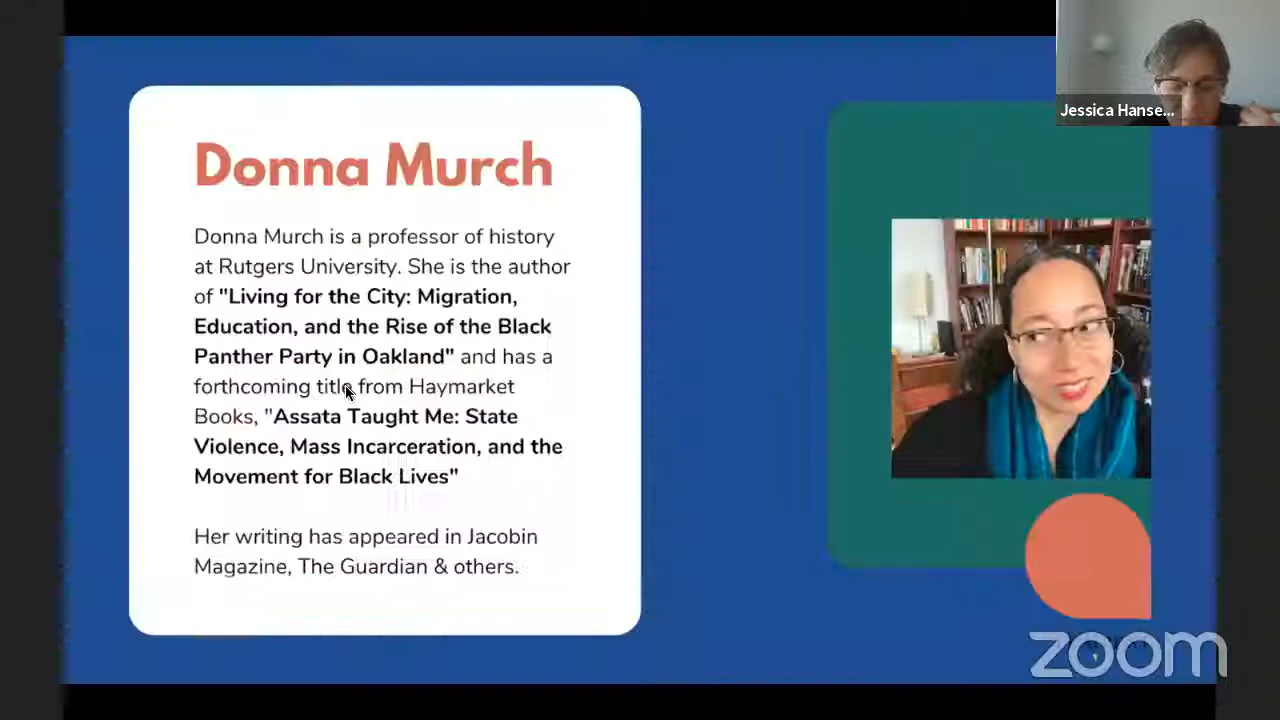 Jessica Hanse...
Donna Murch
Donna Murch is a professor of history
at Rutgers University. She is the author
of "Living for the City: Migration,
Education, and the Rise of the Black
Panther Party in Oakland" and has a
forthcoming title from Haymarket
Books, "Assata Taught Me: State
Violence, Mass Incarceration, and the
Movement for Black Lives"
Her writing has appeared in Jacobin
Magazine, The Guardian & others.
zoom